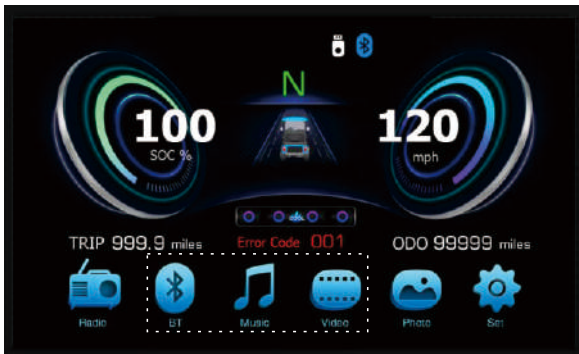 N
100
SOC %
120
mph
TRIP 999.9 miles
Error Code 001
ODO 99999 miles
Radio
BT
Music
Video
Photo
Set